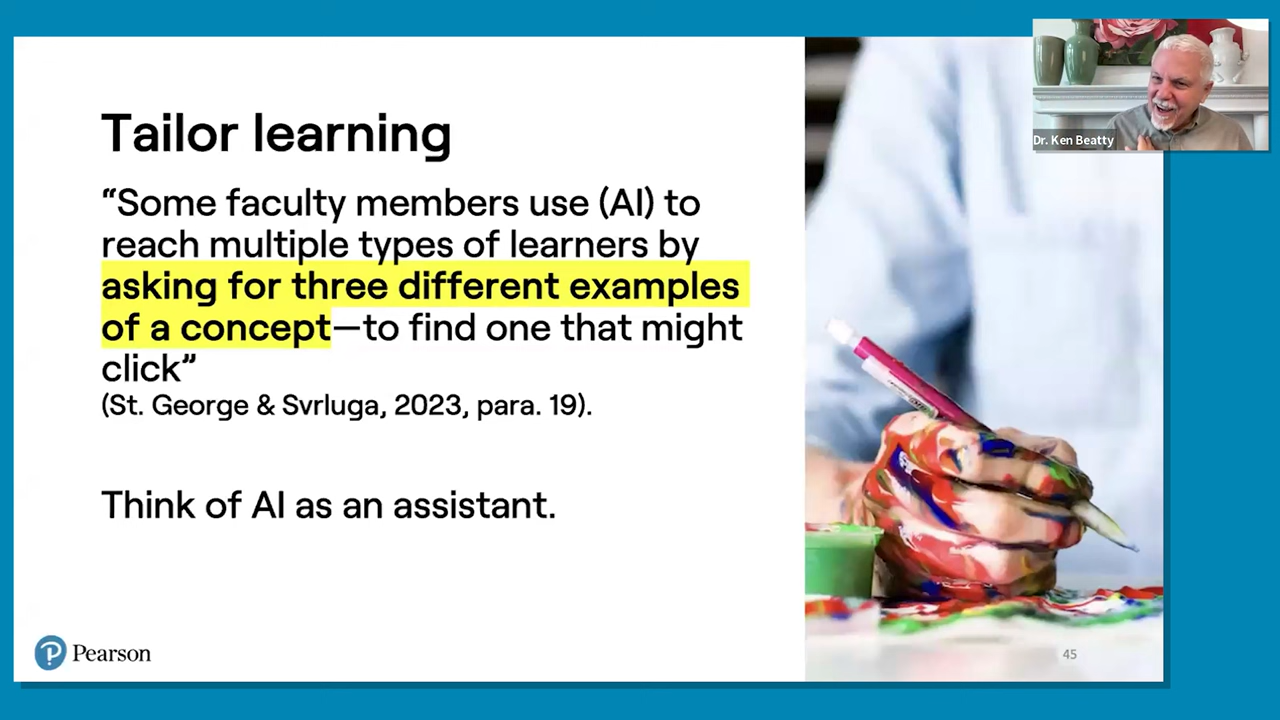 Dr. Ken Beatty
Tailor learning
“Some faculty members use (AI) to
reach multiple types of learners by
asking for three different examples
of a concept—to find one that might
click”
(St. George & Svrluga, 2023, para. 19).
Think of AI as an assistant.
Pearson
45